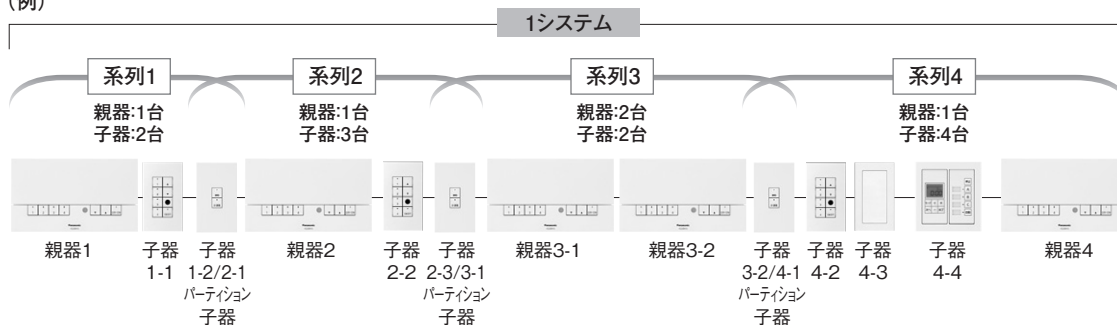 (例)
1システム
系列1
系列2
系列3
系列4
親器:1台
子器:2台
親器:1台
子器:3台
親器:2台
子器:2台
親器:1台
子器:4台
親器1
子器
1-1
子器
1-2/2-1
パーティション
子器
親器2
子器
2-2
子器
2-3/3-1
パーティション
子器
親器3-1
親器3-2
子器
3-2/4-1
パーティション
子器
子器
4-2
子器
4-3
子器
4-4
親器4